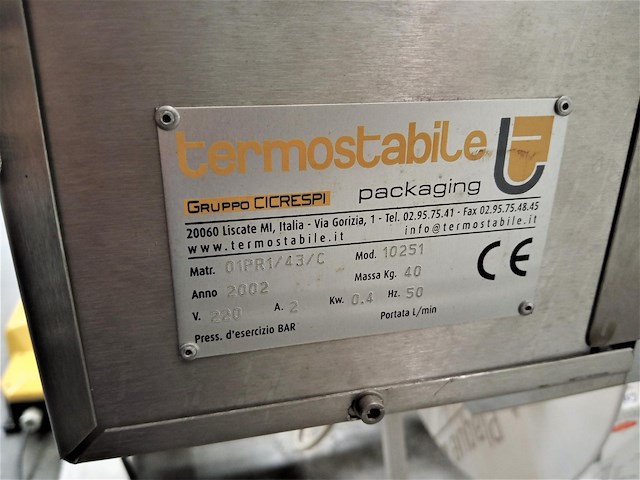 termostabile
GRUPPO CICRESPI packaging
20060 Liscate MI, Italia - Via Gorizia, 1 - Tel. 02.95.75.41 - Fax 02.95.75.48.45
www.termostabile.it info@termostabile.it
Matr. 01PR1/43/C Mod. 10251
Anno 2002 Massa Kg. 40
V. 220 A. 2 Kw. 0.4 Hz. 50
Press. d'esercizio BAR Portata L/min
CE
Plaque